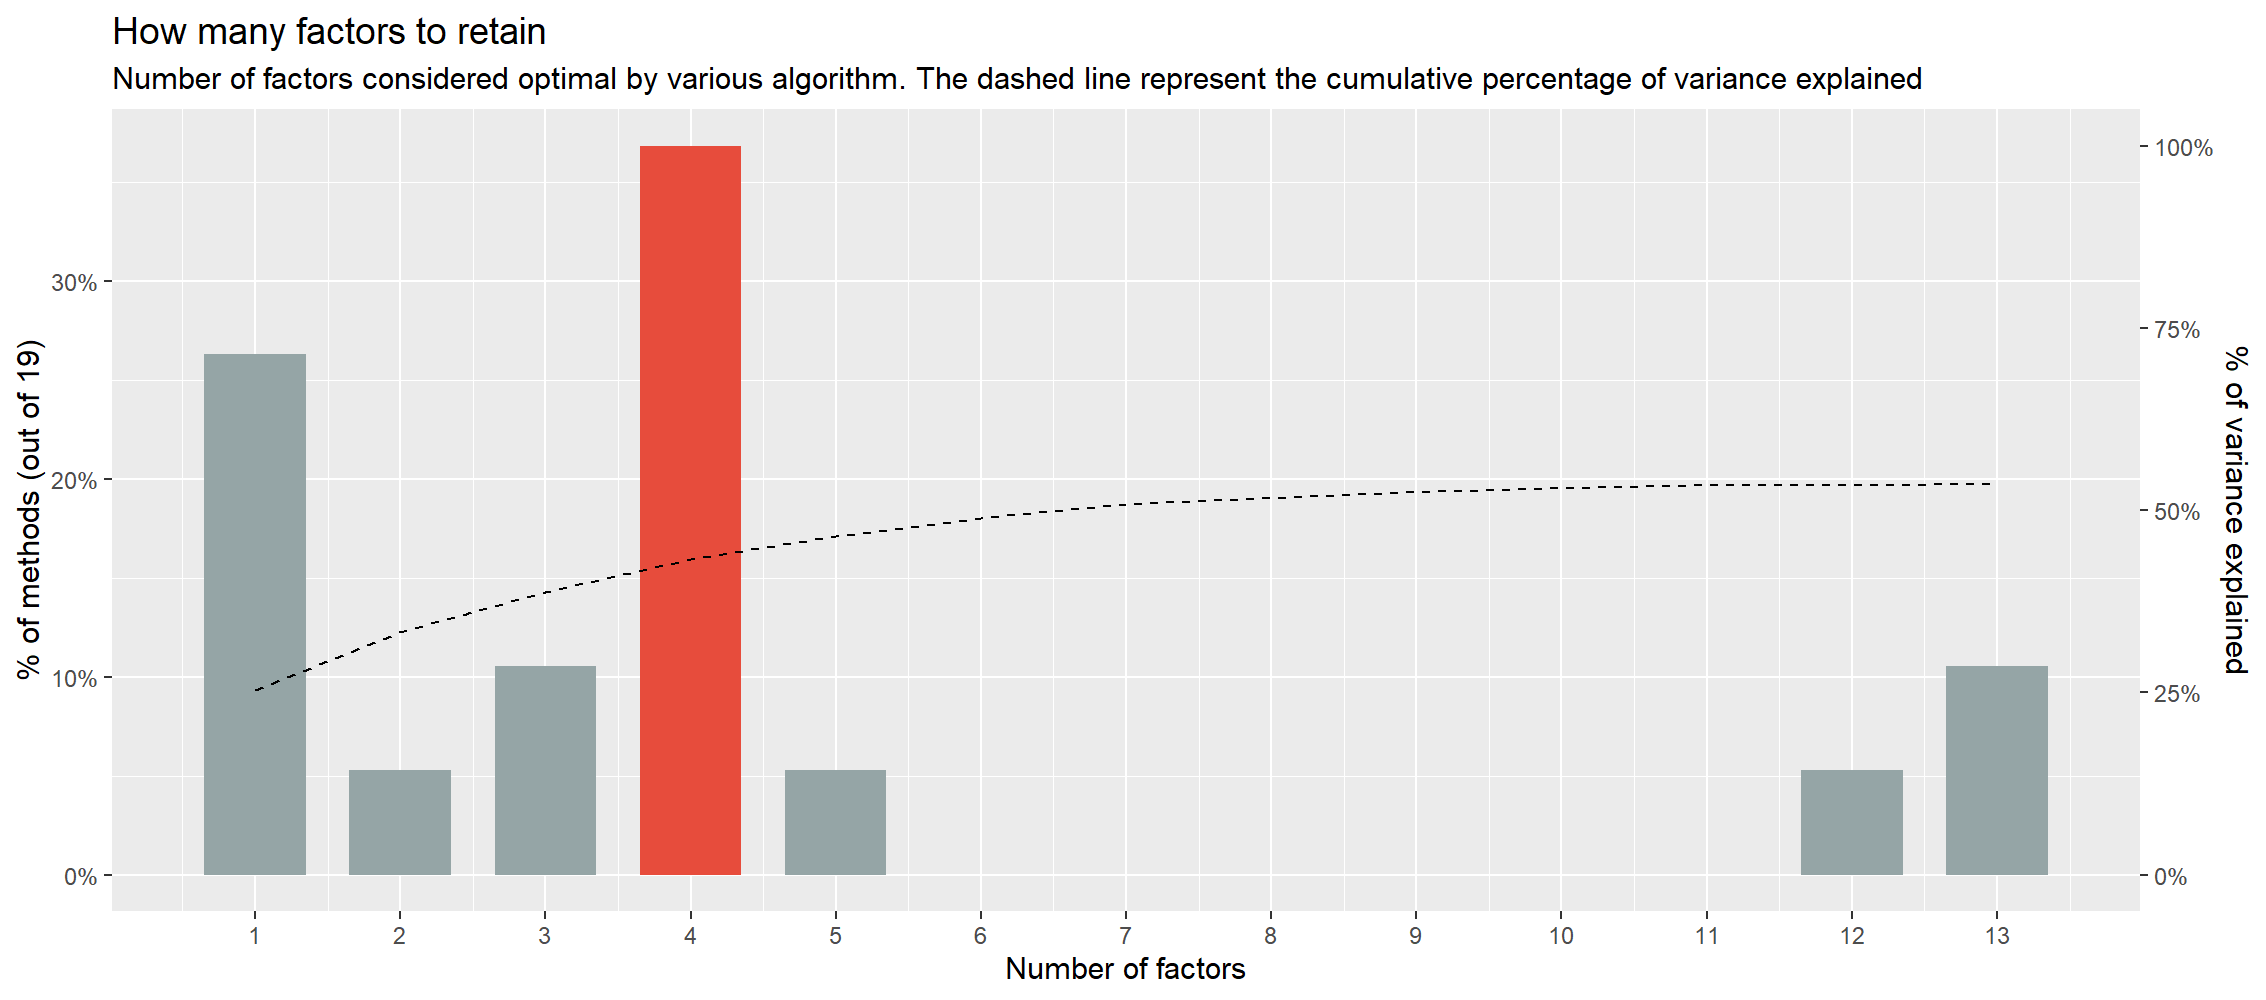 How many factors to retain
Number of factors considered optimal by various algorithm. The dashed line represent the cumulative percentage of variance explained
% of methods (out of 19)
30%
20%
10%
0%
100%
75%
50%
25%
0%
% of variance explained
1 2 3 4 5 6 7 8 9 10 11 12 13
Number of factors